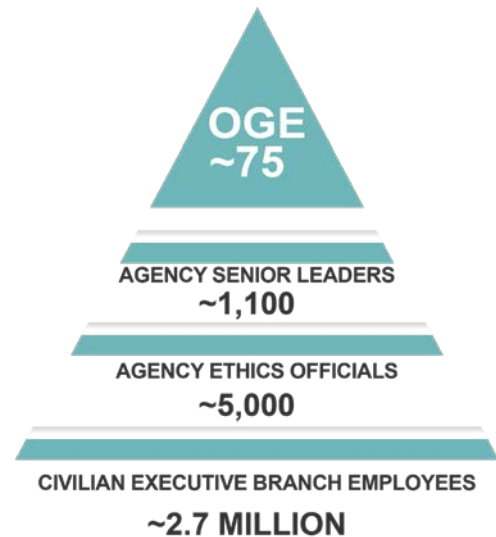 OGE
~75
AGENCY SENIOR LEADERS
~1,100
AGENCY ETHICS OFFICIALS
~5,000
CIVILIAN EXECUTIVE BRANCH EMPLOYEES
~2.7 MILLION